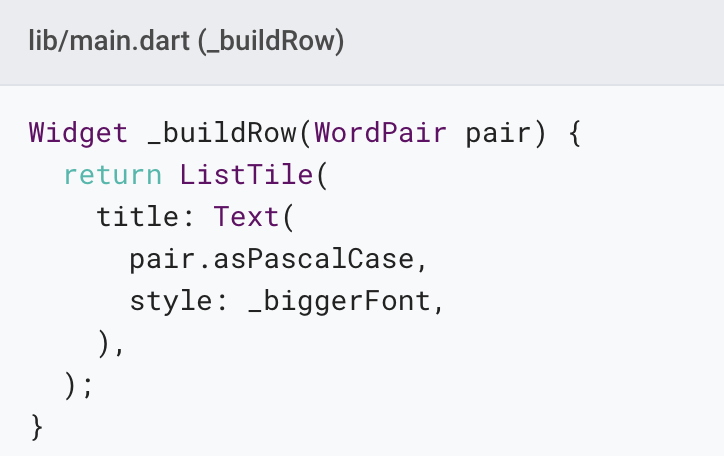 lib/main.dart (_buildRow)
Widget _buildRow(WordPair pair) {
  return ListTile(
    title: Text(
      pair.asPascalCase,
      style: _biggerFont,
    ),
  );
}